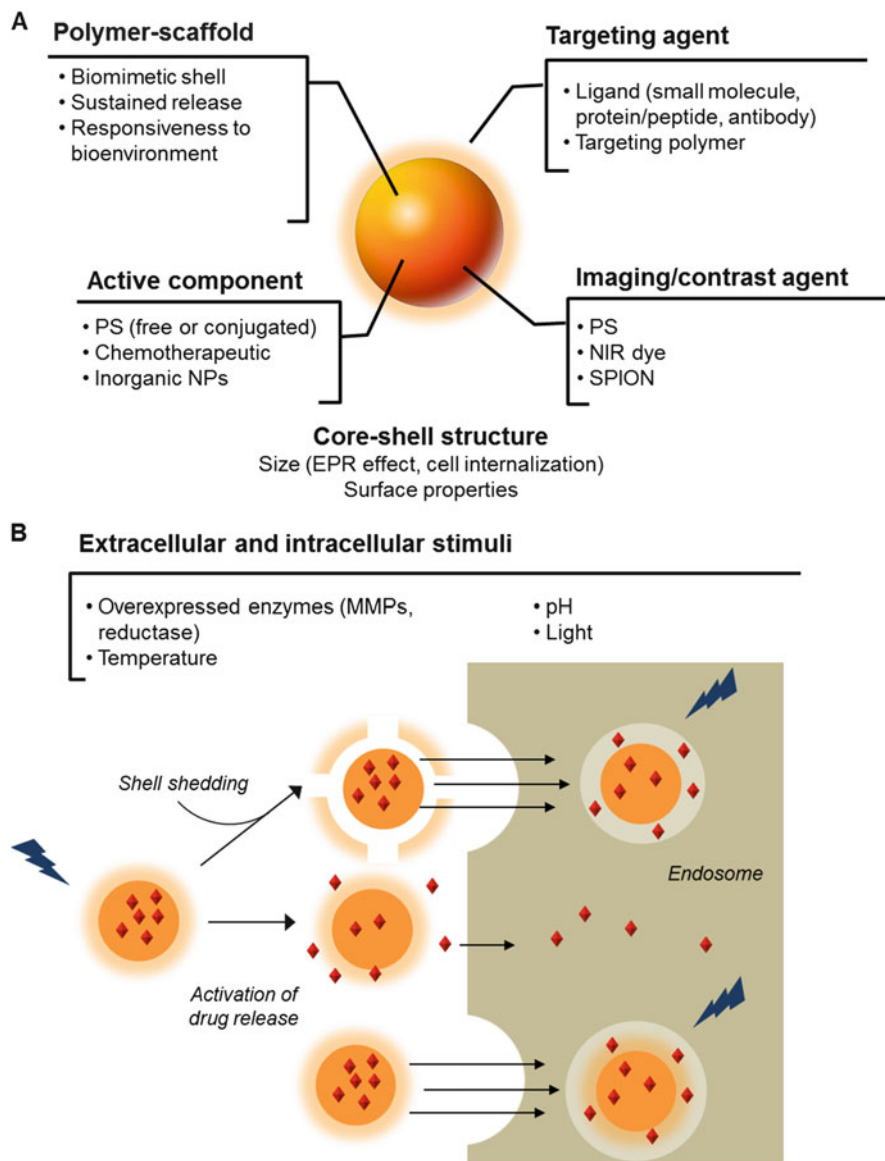 A
Polymer-scaffold
• Biomimetic shell
• Sustained release
• Responsiveness to
bioenvironment
Targeting agent
• Ligand (small molecule,
protein/peptide, antibody)
• Targeting polymer
Active component
• PS (free or conjugated)
• Chemotherapeutic
• Inorganic NPs
Imaging/contrast agent
• PS
• NIR dye
• SPION
Core-shell structure
Size (EPR effect, cell internalization)
Surface properties
B
Extracellular and intracellular stimuli
• Overexpressed enzymes (MMPs,
reductase)
• Temperature
• pH
• Light
Shell shedding
Endosome
Activation of
drug release